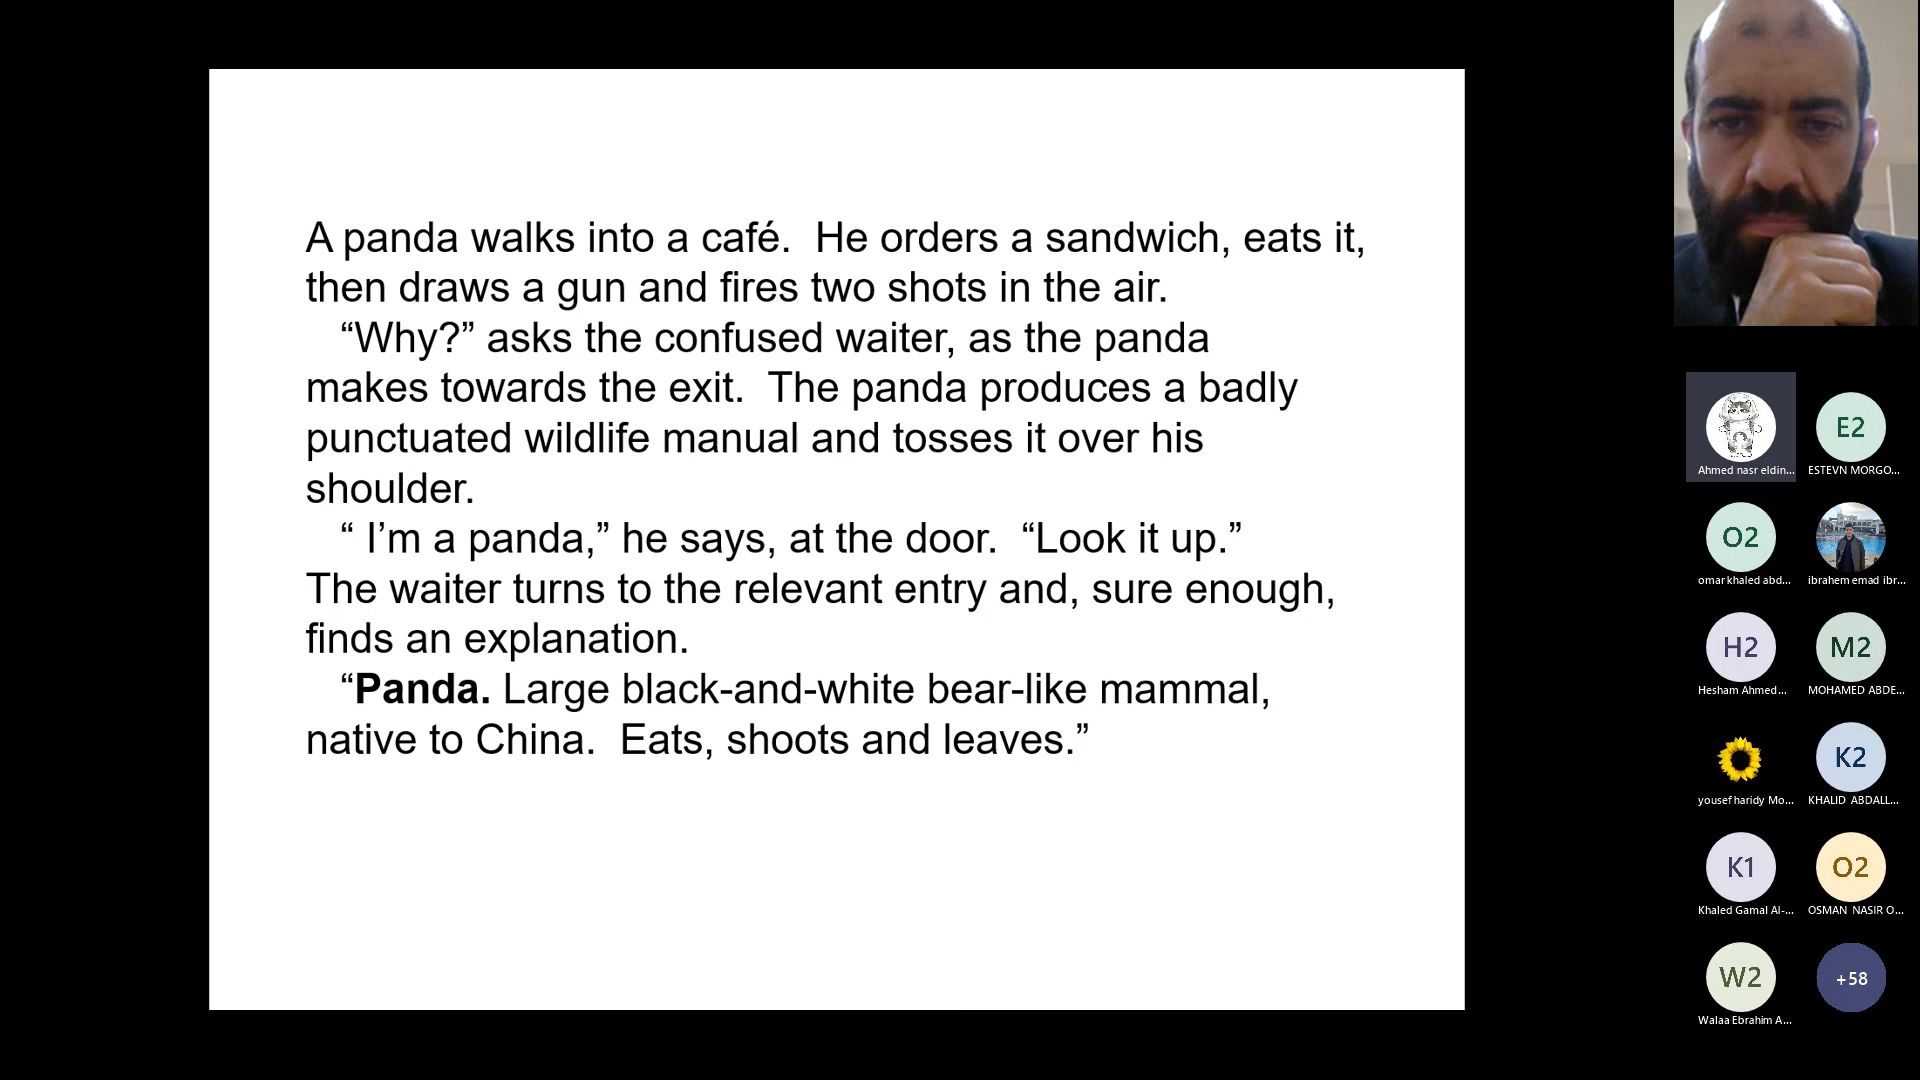 A panda walks into a café.  He orders a sandwich, eats it,
then draws a gun and fires two shots in the air.
“Why?” asks the confused waiter, as the panda
makes towards the exit.  The panda produces a badly
punctuated wildlife manual and tosses it over his
shoulder.
“ I’m a panda,” he says, at the door.  “Look it up.”
The waiter turns to the relevant entry and, sure enough,
finds an explanation.
“Panda. Large black-and-white bear-like mammal,
native to China.  Eats, shoots and leaves.”
Ahmed nasr eldin...
E2
ESTEVN MORGO...
O2
omar khaled abd...
ibrahem emad ibr...
H2
Hesham Ahmed...
M2
MOHAMED ABDE...
yousef haridy Mo...
K2
KHALID ABDALL...
K1
Khaled Gamal Al-...
O2
OSMAN NASIR O...
W2
Walaa Ebrahim A...
+58